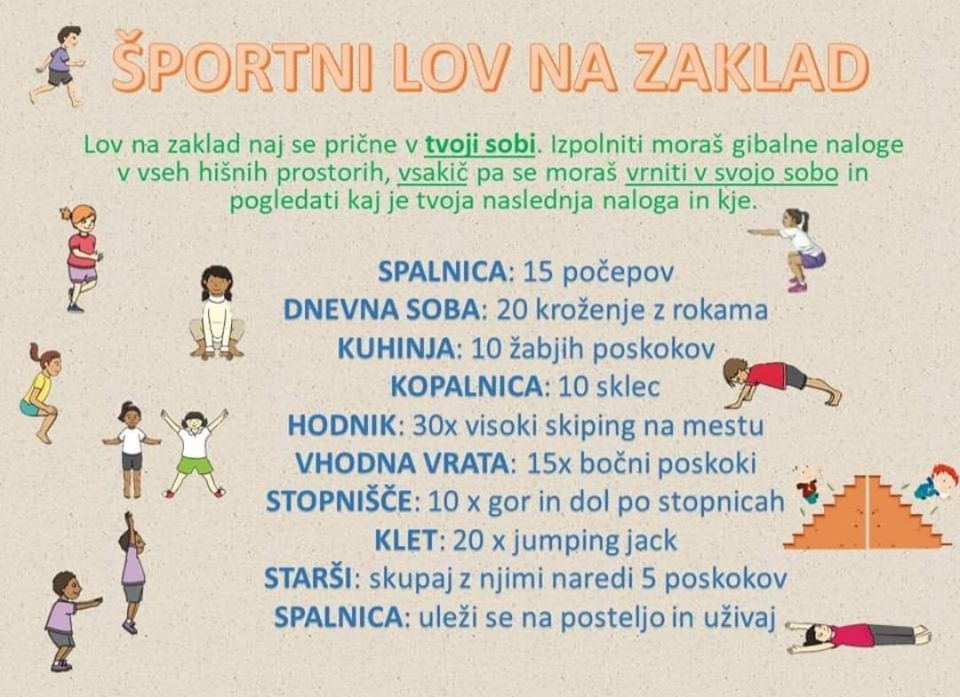 ŠPORTNI LOV NA ZAKLAD
Lov na zaklad naj se prične v tvoji sobi. Izpolniti moraš gibalne naloge
v vseh hišnih prostorih, vsakič pa se moraš vrniti v svojo sobo in
pogledati kaj je tvoja naslednja naloga in kje.
SPALNICA: 15 počepov
DNEVNA SOBA: 20 kroženje z rokama
KUHINJA: 10 žabjih poskokov
KOPALNICA: 10 sklec
HODNIK: 30x visoki skiping na mestu
VHODNA VRATA: 15x bočni poskoki
STOPNIŠČE: 10 x gor in dol po stopnicah
KLET: 20 x jumping jack
STARŠI: skupaj z njimi naredi 5 poskokov
SPALNICA: uleži se na posteljo in uživaj